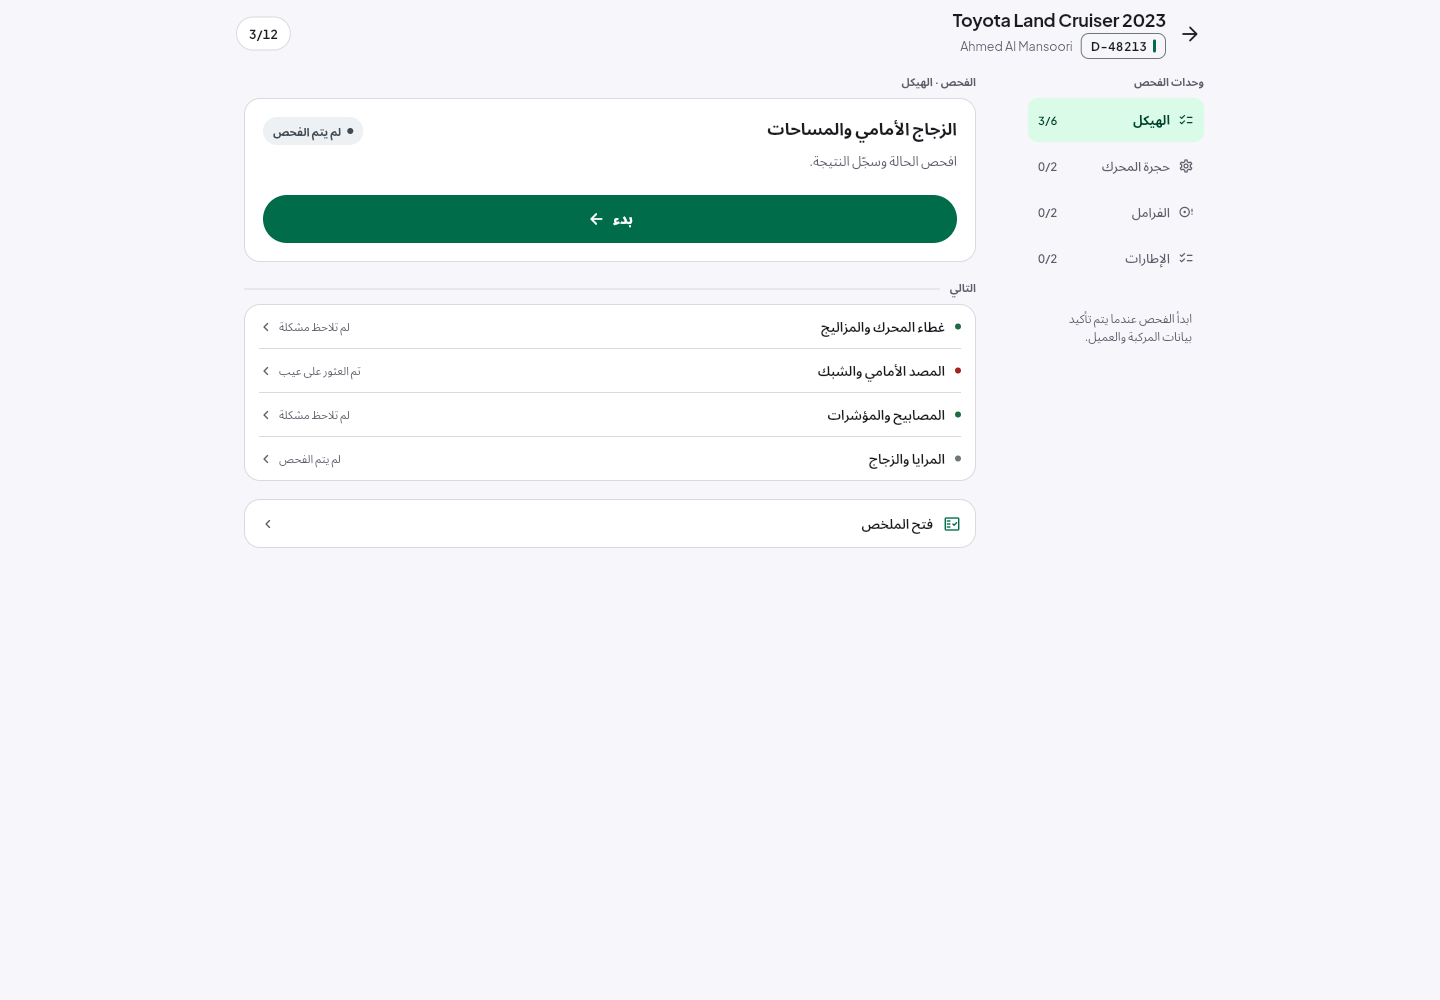 Toyota Land Cruiser 2023
D-48213
Ahmed Al Mansoori
3/12
وحدات الفحص
الهيكل
3/6
حجرة المحرك
0/2
الفرامل
0/2
الإطارات
0/2
ابدأ الفحص عندما يتم تأكيد
بيانات المركبة والعميل.
الفحص · الهيكل
الزجاج الأمامي والمساحات
لم يتم الفحص
افحص الحالة وسجّل النتيجة.
بدء
التالي
غطاء المحرك والمزاليج
لم تلاحظ مشكلة
المصد الأمامي والشبك
تم العثور على عيب
المصابيح والمؤشرات
لم تلاحظ مشكلة
المرايا والزجاج
لم يتم الفحص
فتح الملخص